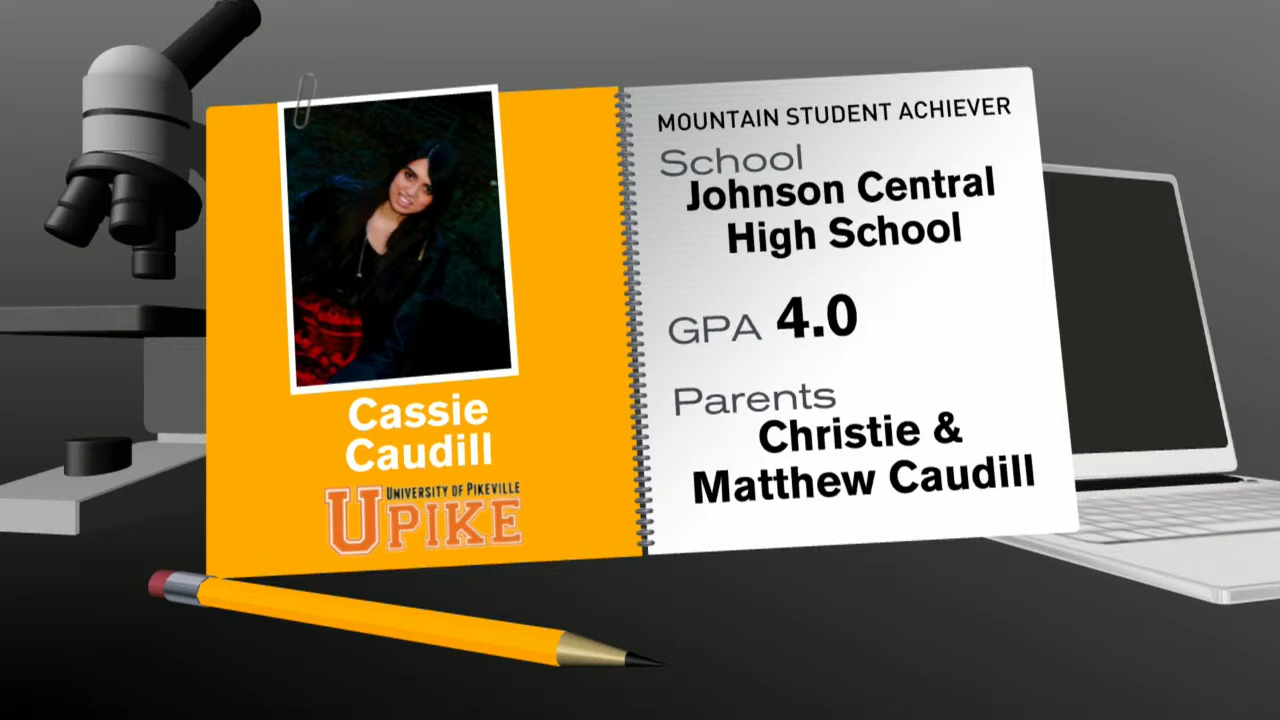 Cassie
Caudill
UNIVERSITY OF PIKEVILLE
UPIKE
MOUNTAIN STUDENT ACHIEVER
School
Johnson Central
High School
GPA 4.0
Parents
Christie &
Matthew Caudill